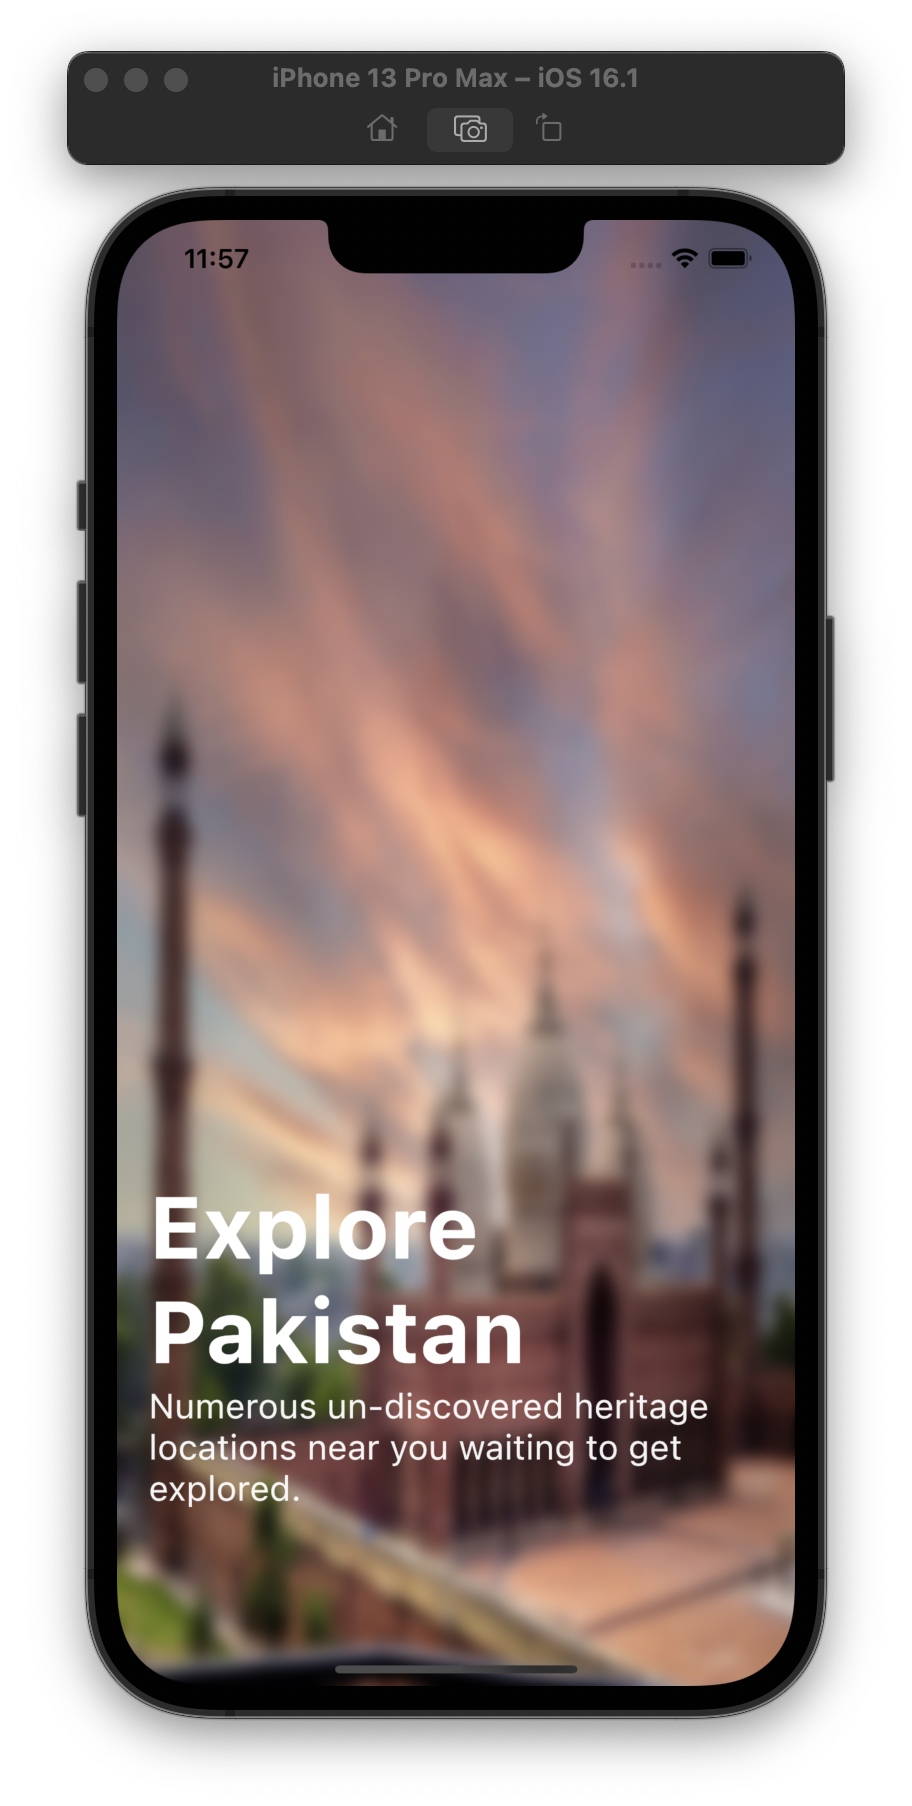 iPhone 13 Pro Max – iOS 16.1
11:57
Explore
Pakistan
Numerous un-discovered heritage
locations near you waiting to get
explored.